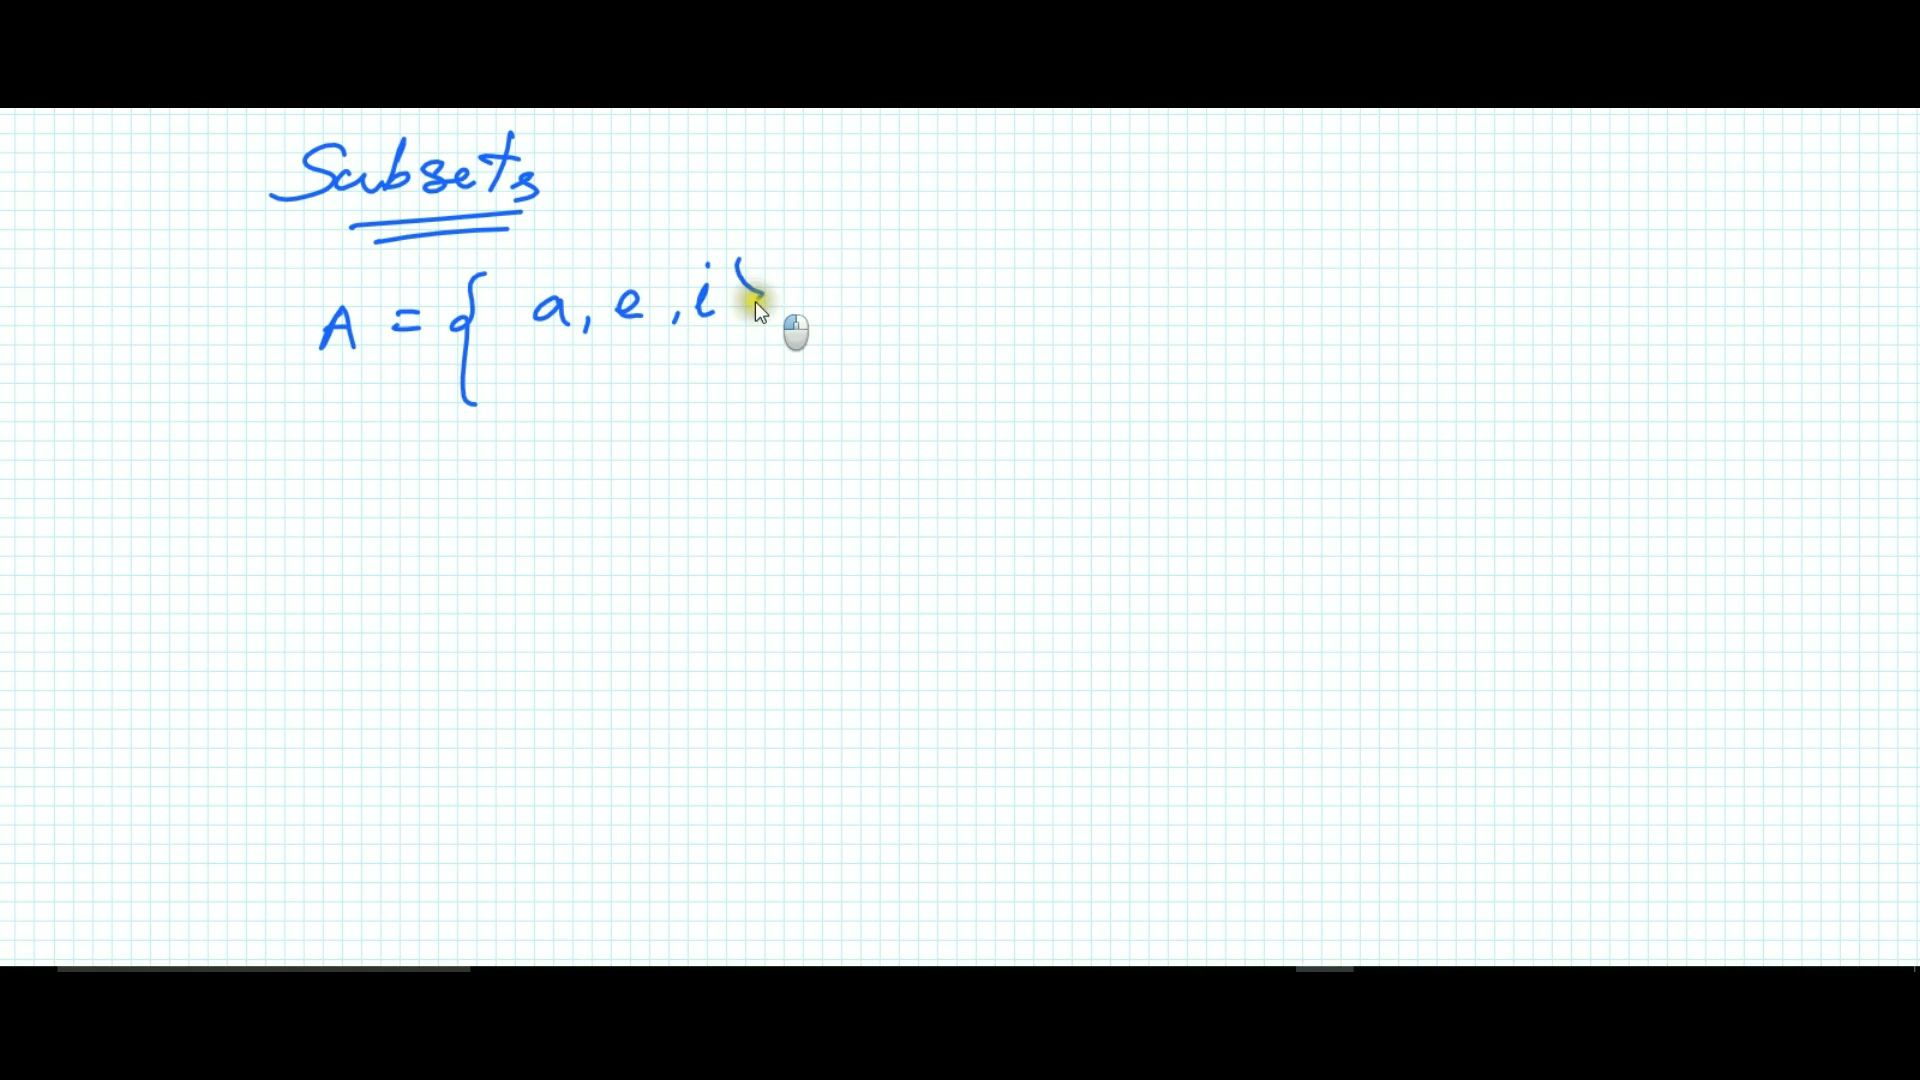 Subsets
A = { a, e, i